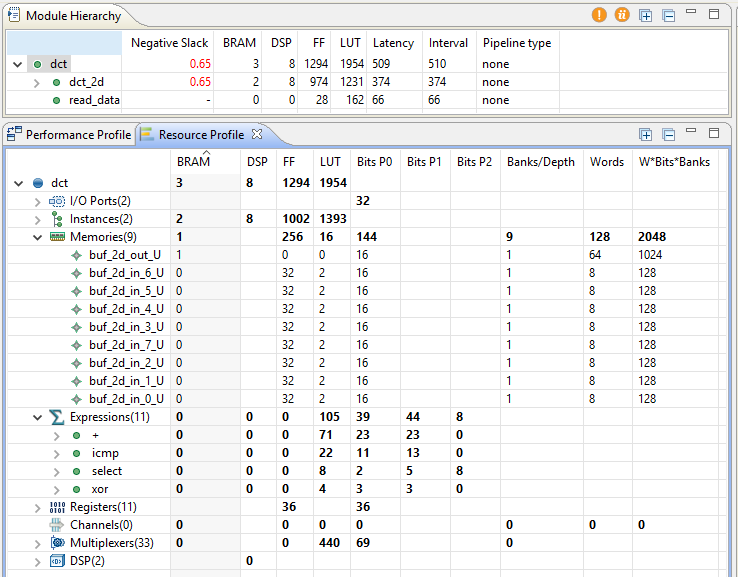 Module Hierarchy
Negative Slack BRAM DSP FF LUT Latency Interval Pipeline type
dct 0.65 3 8 1294 1954 509 510 none
dct_2d 0.65 2 8 974 1231 374 374 none
read_data - 0 0 28 162 66 66 none
Performance Profile Resource Profile
BRAM DSP FF LUT Bits P0 Bits P1 Bits P2 Banks/Depth Words W*Bits*Banks
dct 3 8 1294 1954
I/O Ports(2) 32
Instances(2) 2 8 1002 1393
Memories(9) 1 256 16 144 9 128 2048
buf_2d_out_U 1 0 0 16 1 64 1024
buf_2d_in_6_U 0 32 2 16 1 8 128
buf_2d_in_5_U 0 32 2 16 1 8 128
buf_2d_in_4_U 0 32 2 16 1 8 128
buf_2d_in_3_U 0 32 2 16 1 8 128
buf_2d_in_7_U 0 32 2 16 1 8 128
buf_2d_in_2_U 0 32 2 16 1 8 128
buf_2d_in_1_U 0 32 2 16 1 8 128
buf_2d_in_0_U 0 32 2 16 1 8 128
Expressions(11) 0 0 0 105 39 44 8
+ 0 0 0 71 23 23 0
icmp 0 0 0 22 11 13 0
select 0 0 0 8 2 5 8
xor 0 0 0 4 3 3 0
Registers(11) 36 36
Channels(0) 0 0 0 0 0 0 0
Multiplexers(33) 0 0 440 69 0
DSP(2) 0